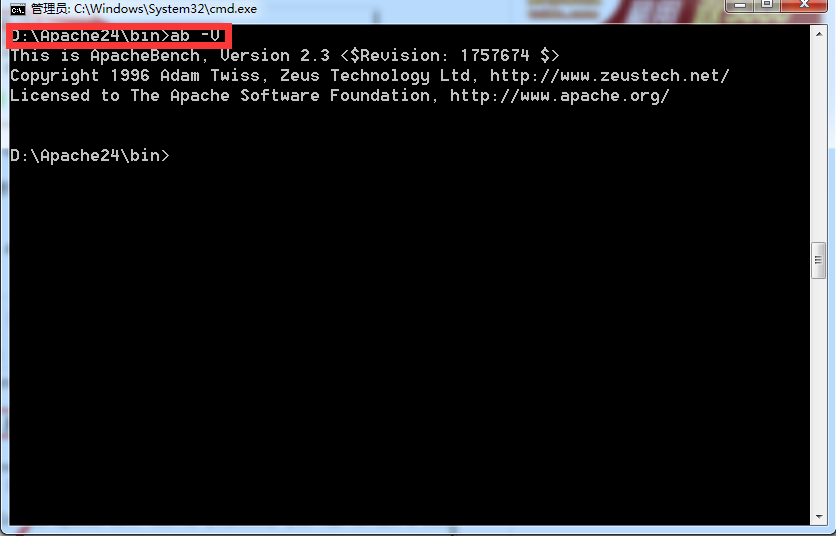 管理员: C:\Windows\System32\cmd.exe
D:\Apache24\bin>ab -V
This is ApacheBench, Version 2.3 <$Revision: 1757674 $>
Copyright 1996 Adam Twiss, Zeus Technology Ltd, http://www.zeustech.net/
Licensed to The Apache Software Foundation, http://www.apache.org/
D:\Apache24\bin>